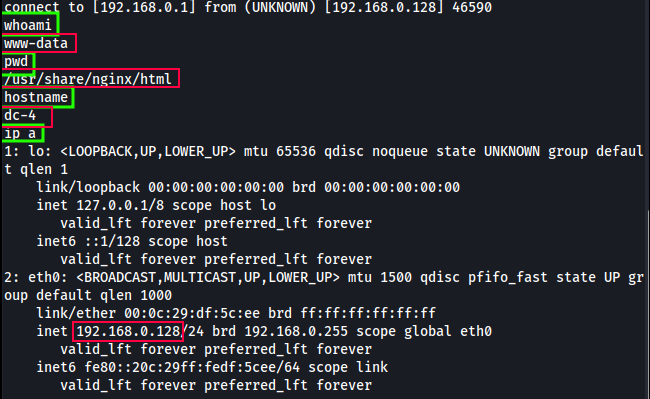 connect to [192.168.0.1] from (UNKNOWN) [192.168.0.128] 46590
whoami
www-data
pwd
/usr/share/nginx/html
hostname
dc-4
ip a
1: lo: <LOOPBACK,UP,LOWER_UP> mtu 65536 qdisc noqueue state UNKNOWN group defaul
t qlen 1
link/loopback 00:00:00:00:00:00 brd 00:00:00:00:00:00
inet 127.0.0.1/8 scope host lo
valid_lft forever preferred_lft forever
inet6 ::1/128 scope host
valid_lft forever preferred_lft forever
2: eth0: <BROADCAST,MULTICAST,UP,LOWER_UP> mtu 1500 qdisc pfifo_fast state UP gr
oup default qlen 1000
link/ether 00:0c:29:df:5c:ee brd ff:ff:ff:ff:ff:ff
inet 192.168.0.128/24 brd 192.168.0.255 scope global eth0
valid_lft forever preferred_lft forever
inet6 fe80::20c:29ff:fedf:5cee/64 scope link
valid_lft forever preferred_lft forever